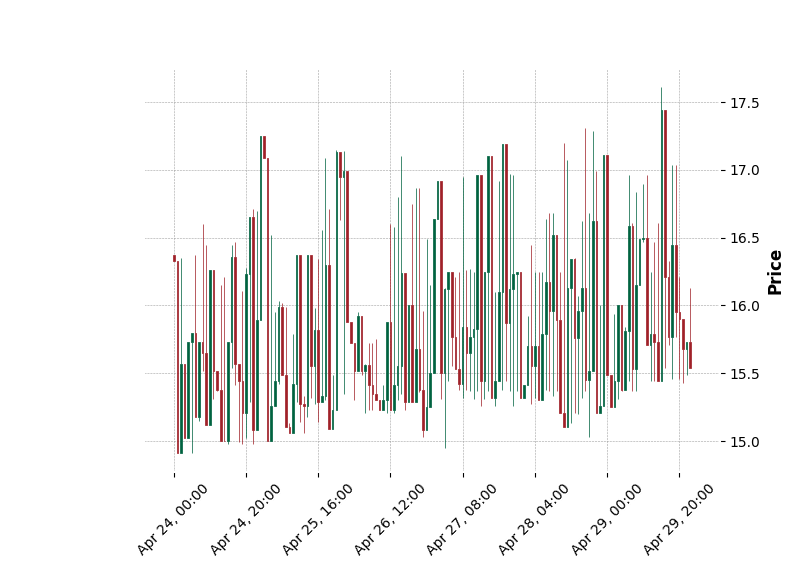 17.5
17.0
16.5
16.0
15.5
15.0
Price
Apr 24, 00:00
Apr 24, 20:00
Apr 25, 16:00
Apr 26, 12:00
Apr 27, 08:00
Apr 28, 04:00
Apr 29, 00:00
Apr 29, 20:00